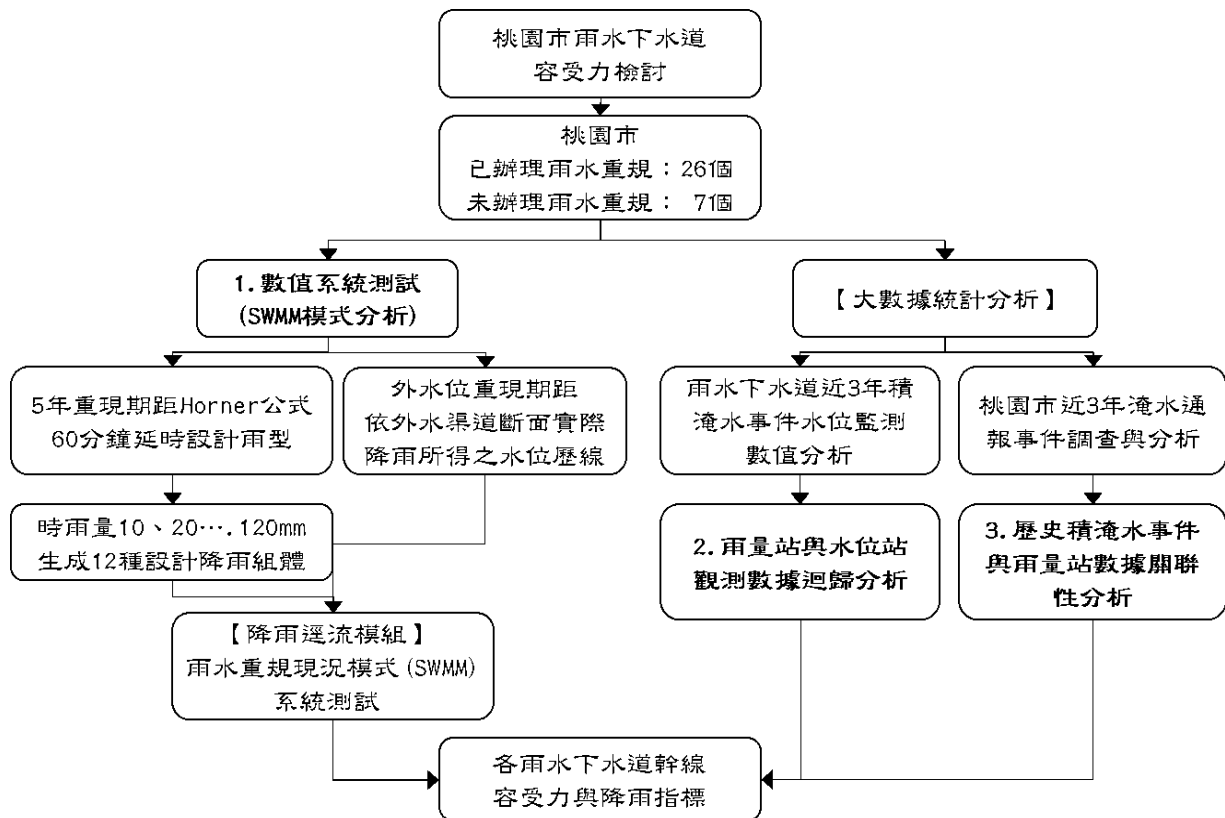 桃園市雨水下水道
容受力檢討
桃園市
已辦理雨水重規：26個
未辦理雨水重規： 7個
1.數值系統測試
(SWMM模式分析)
【大數據統計分析】
5年重現期距Horner公式
60分鐘延時設計雨型
外水位重現期距
依外水渠道斷面實際
降雨所得之水位歷線
雨水下水道近3年積
淹水事件水位監測
數值分析
桃園市近3年淹水通
報事件調查與分析
時雨量10、20….120mm
生成12種設計降雨組體
2.雨量站與水位站
觀測數據迴歸分析
3.歷史積淹水事件
與雨量站數據關聯
性分析
【降雨逕流模組】
雨水重規現況模式(SWMM)
系統測試
各雨水下水道幹線
容受力與降雨指標